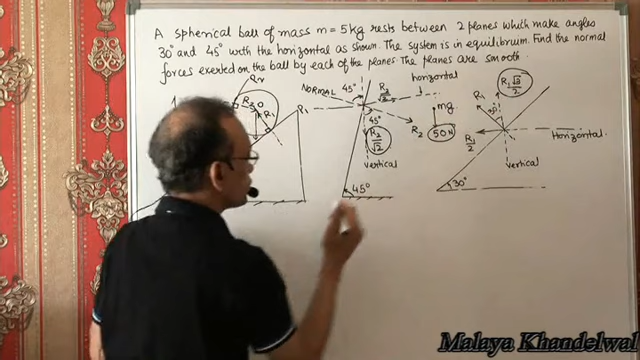 A spherical ball of mass m = 5 kg rests between 2 planes which make angles
30° and 45° with the horizontal as shown. The system is in equilibrium. Find the normal
forces exerted on the ball by each of the planes. The planes are smooth.
R2
R1
R1
NORMAL
45°
R2/√2
horizontal
mg
50 N
R2
45°
R2/√2
vertical
45°
R1
R1√3/2
30°
R1/2
Horizontal
vertical
30°
Malaya Khandelwal